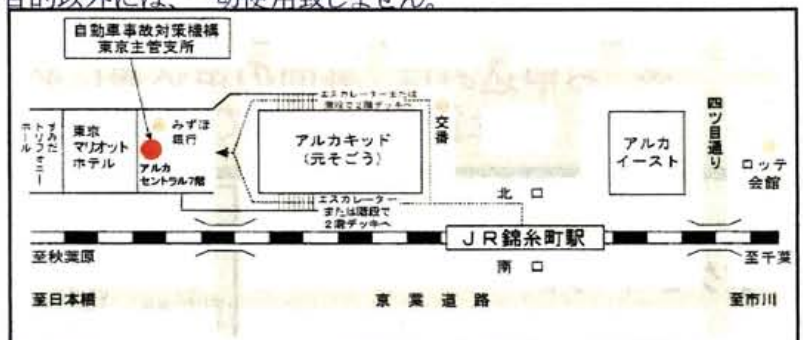 目的以外には、一切使用致しません。
自動車事故対策機構
東京主管支所
エスカレーターまたは
階段で2階デッキへ
すみだ
トリフォニー
ホール
東京
マリオット
ホテル
みずほ
銀行
アルカ
セントラル7階
アルカキッド
(元そごう)
交番
アルカ
イースト
四ツ目通り
ロッテ
会館
北 口
エスカレーター
または階段で
2階デッキへ
JR錦糸町駅
至秋葉原
南 口
至千葉
至日本橋
京 葉 道 路
至市川